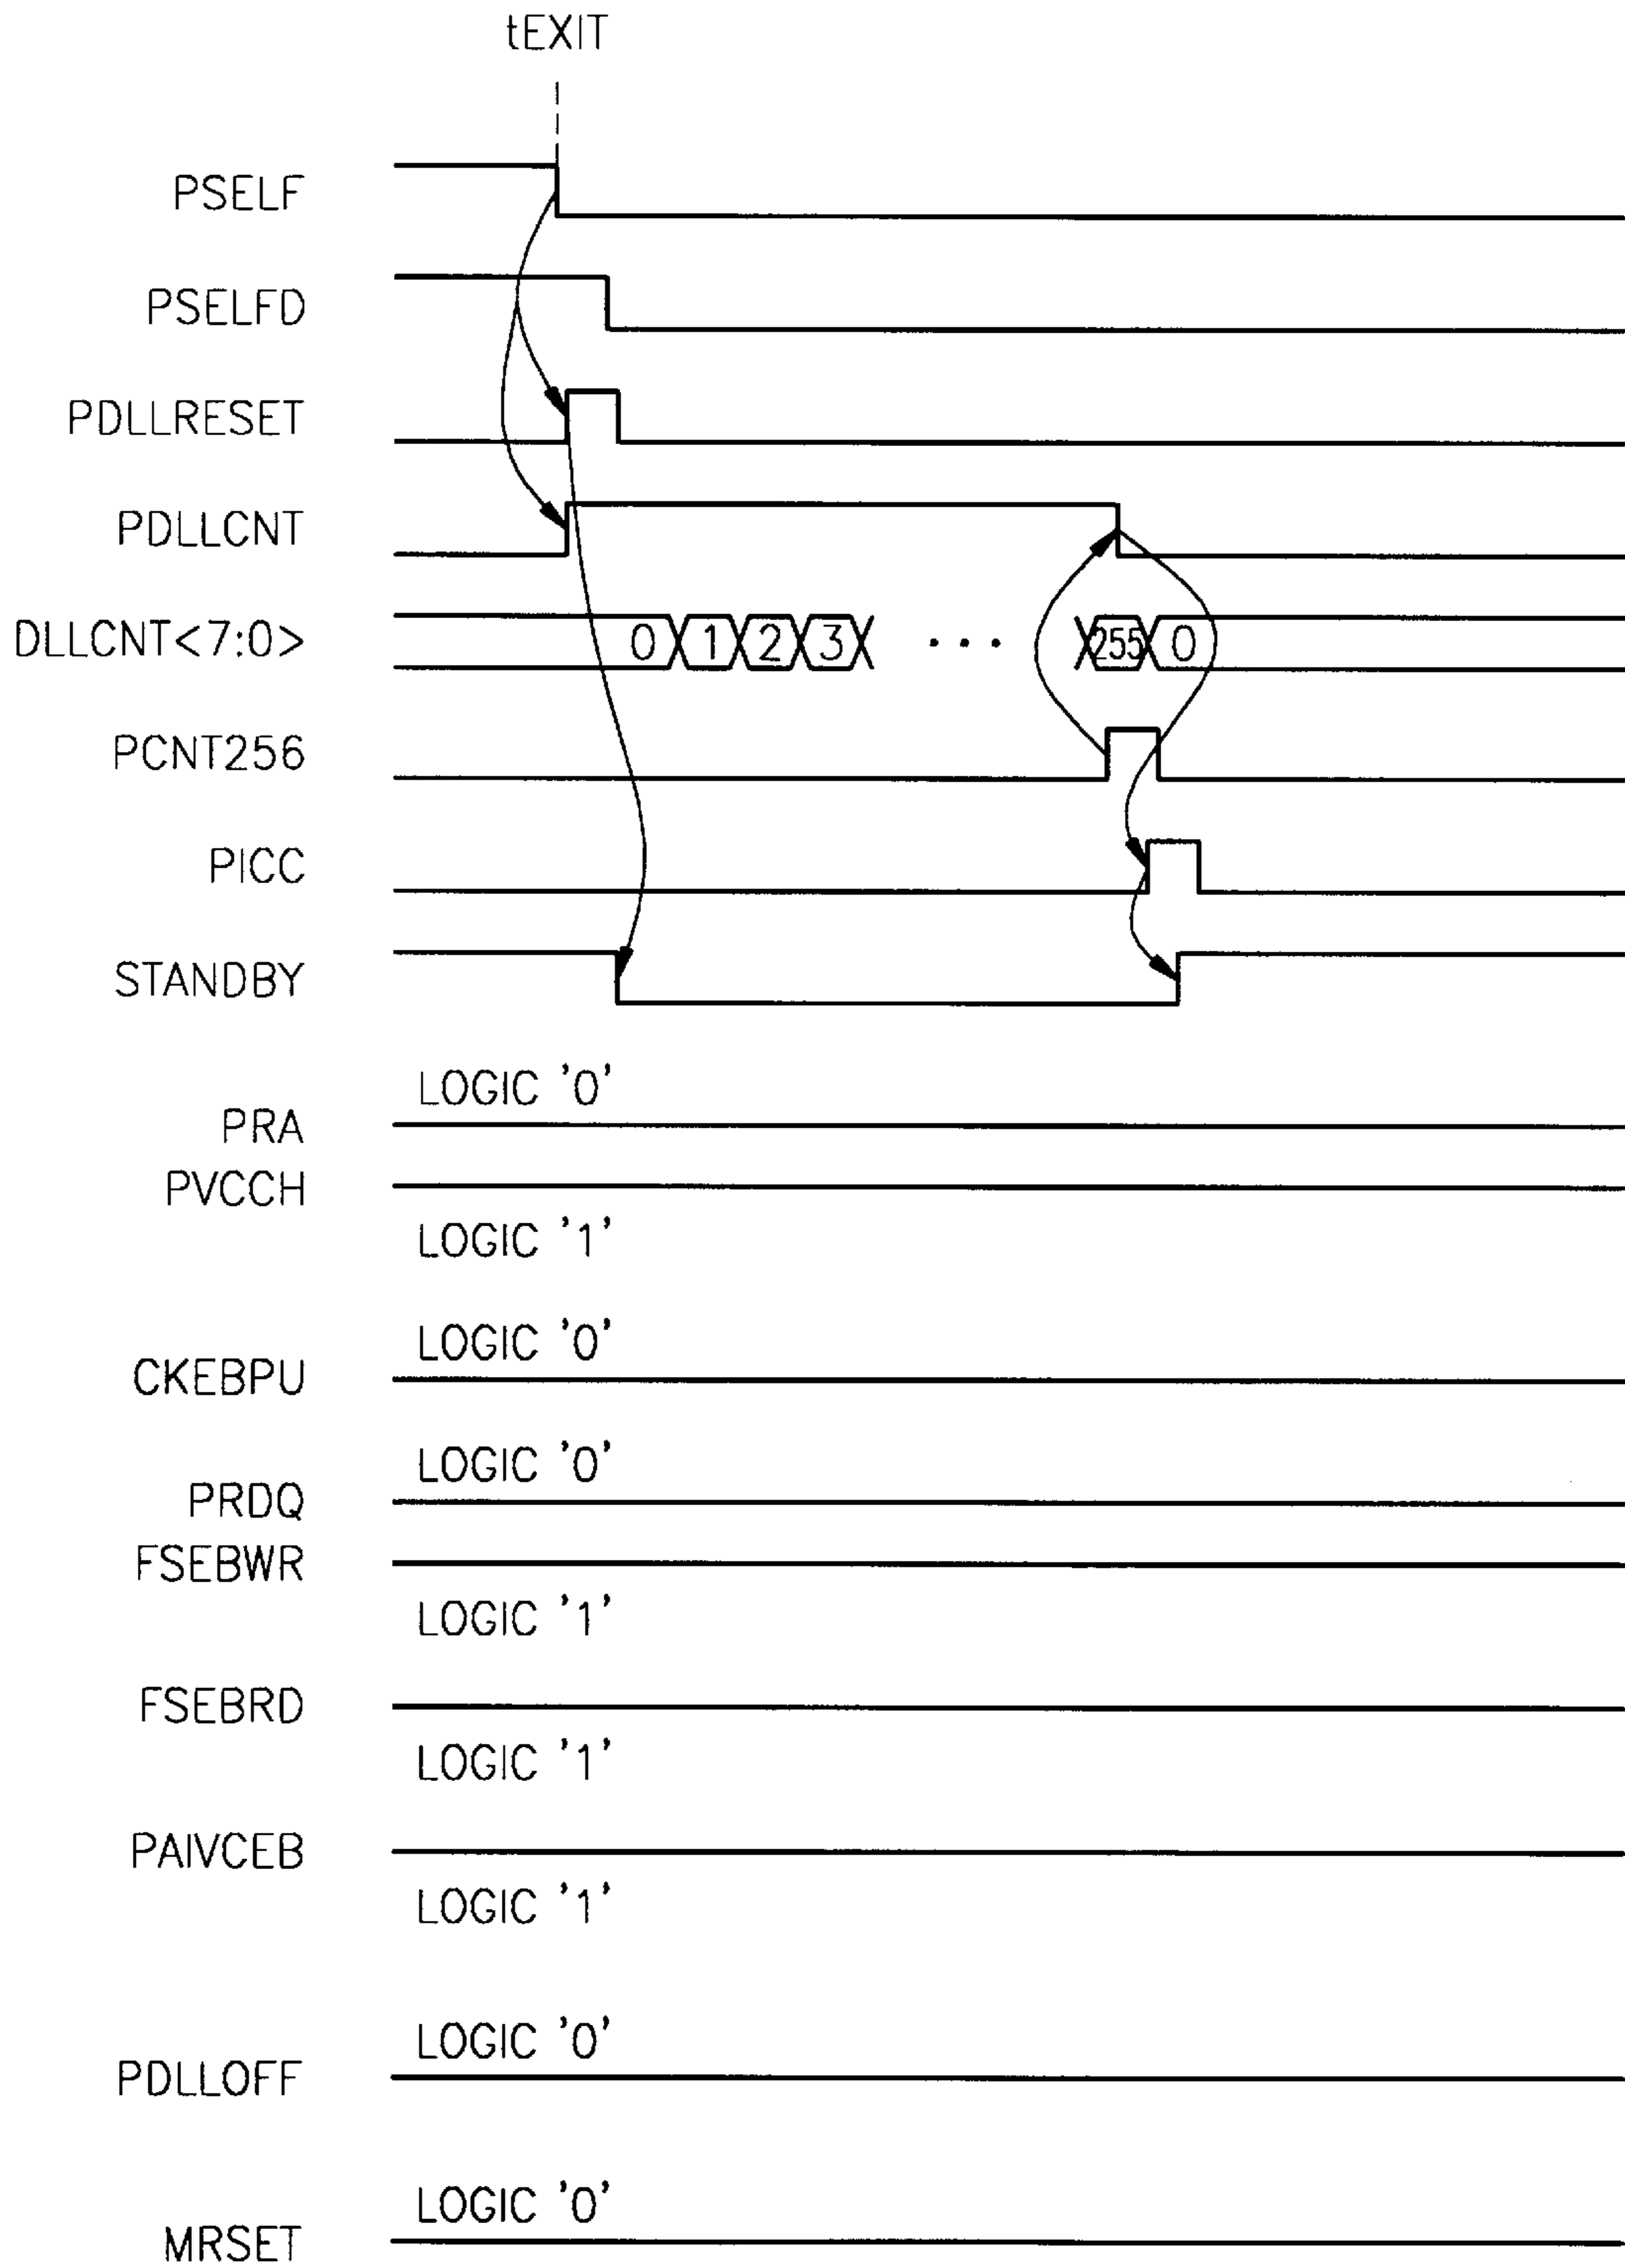 tEXIT
PSELF
PSELFD
PDLLRESET
PDLLCNT
DLLCNT<7:0> 0 1 2 3 ... 255 0
PCNT256
PICC
STANDBY
LOGIC '0'
PRA
PVCCH
LOGIC '1'
LOGIC '0'
CKEBPU
LOGIC '0'
PRDQ
FSEBWR
LOGIC '1'
FSEBRD
LOGIC '1'
PAIVCEB
LOGIC '1'
LOGIC '0'
PDLLOFF
LOGIC '0'
MRSET